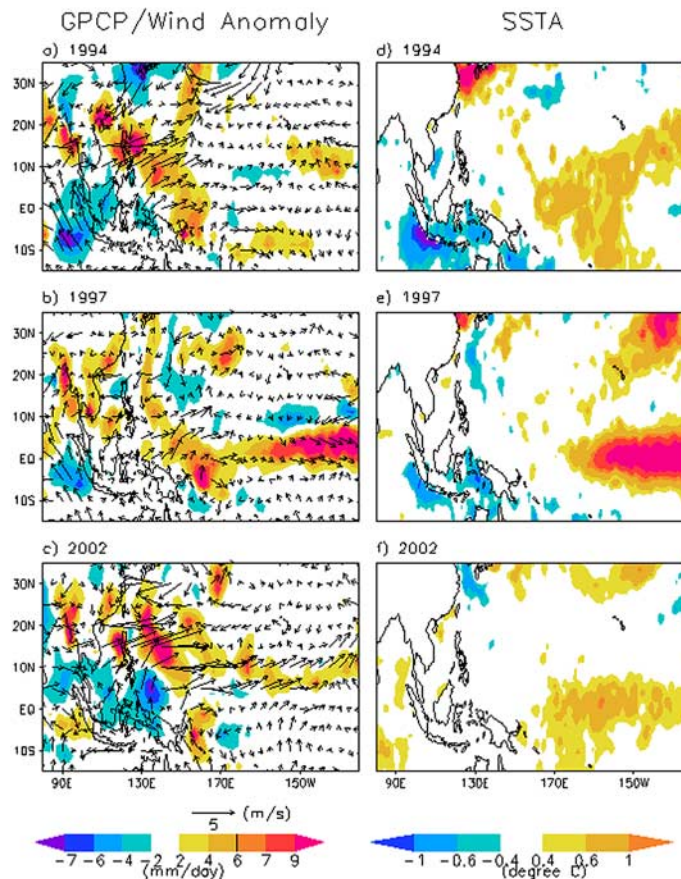 GPCP/Wind Anomaly SSTA
a) 1994 d) 1994
30N
20N
10N
EQ
10S
b) 1997 e) 1997
30N
20N
10N
EQ
10S
c) 2002 f) 2002
30N
20N
10N
EQ
10S
90E 130E 170E 150W 90E 130E 170E 150W
5 (m/s)
-7 -6 -4 -2 2 4 6 7 9 -1 -0.6 -0.4 0.4 0.6 1
(mm/day) (degree C)